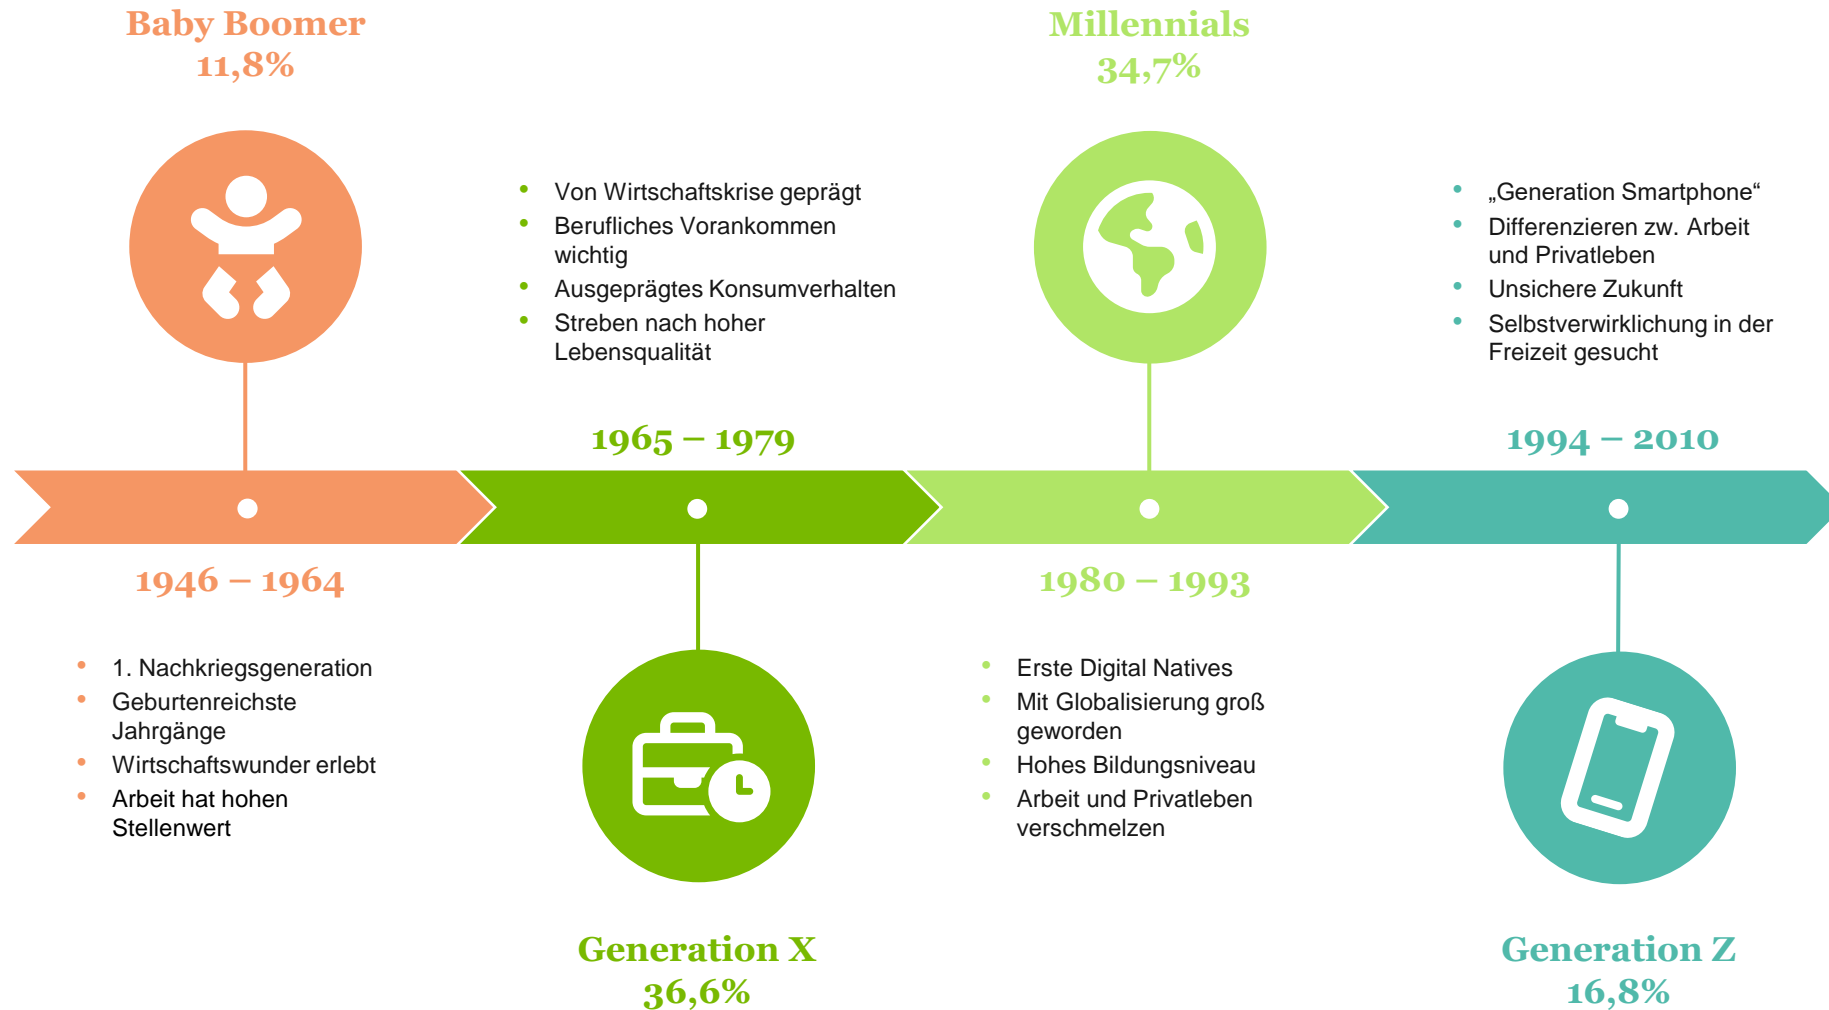 Baby Boomer
11,8%
1946 – 1964
1. Nachkriegsgeneration
Geburtenreichste
Jahrgänge
Wirtschaftswunder erlebt
Arbeit hat hohen
Stellenwert
Von Wirtschaftskrise geprägt
Berufliches Vorankommen
wichtig
Ausgeprägtes Konsumverhalten
Streben nach hoher
Lebensqualität
1965 – 1979
Generation X
36,6%
Millennials
34,7%
1980 – 1993
Erste Digital Natives
Mit Globalisierung groß
geworden
Hohes Bildungsniveau
Arbeit und Privatleben
verschmelzen
„Generation Smartphone“
Differenzieren zw. Arbeit
und Privatleben
Unsichere Zukunft
Selbstverwirklichung in der
Freizeit gesucht
1994 – 2010
Generation Z
16,8%